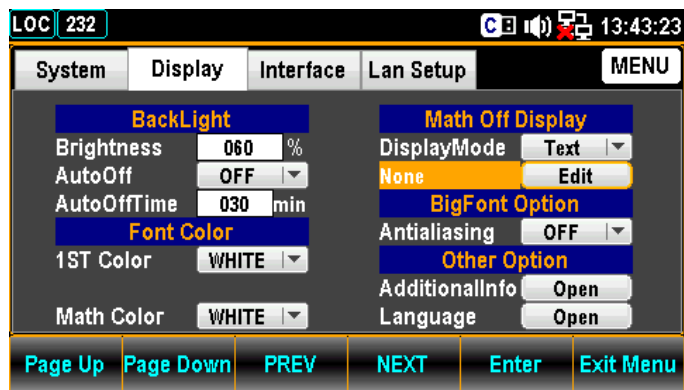 LOC 232 C 13:43:23
System Display Interface Lan Setup MENU
BackLight
Brightness 060 %
AutoOff OFF
AutoOffTime 030 min
Font Color
1ST Color WHITE
Math Color WHITE
Math Off Display
DisplayMode Text
None Edit
BigFont Option
Antialiasing OFF
Other Option
AdditionalInfo Open
Language Open
Page Up Page Down PREV NEXT Enter Exit Menu